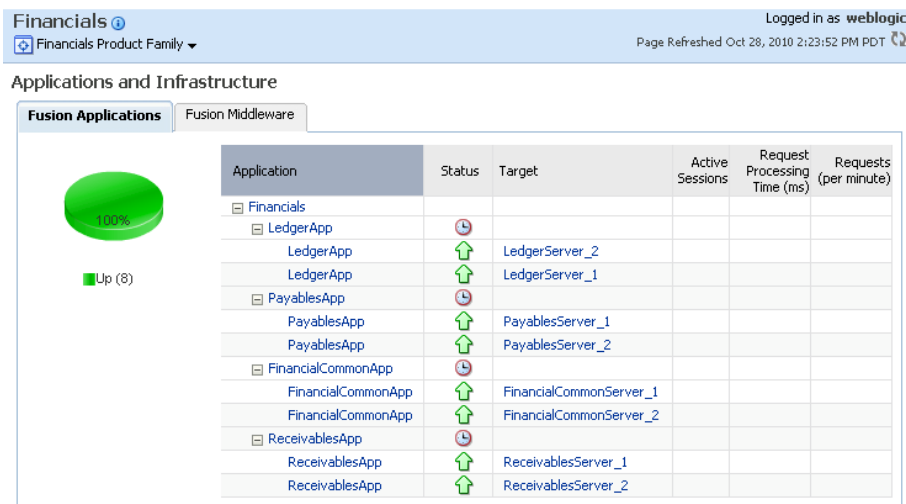 Financials
Logged in as weblogic
Financials Product Family
Page Refreshed Oct 28, 2010 2:23:52 PM PDT
Applications and Infrastructure
Fusion Applications Fusion Middleware
100%
Up (8)
Application Status Target Active Sessions Request Processing Time (ms) Requests (per minute)
Financials
LedgerApp
LedgerApp LedgerServer_2
LedgerApp LedgerServer_1
PayablesApp
PayablesApp PayablesServer_1
PayablesApp PayablesServer_2
FinancialCommonApp
FinancialCommonApp FinancialCommonServer_1
FinancialCommonApp FinancialCommonServer_2
ReceivablesApp
ReceivablesApp ReceivablesServer_1
ReceivablesApp ReceivablesServer_2